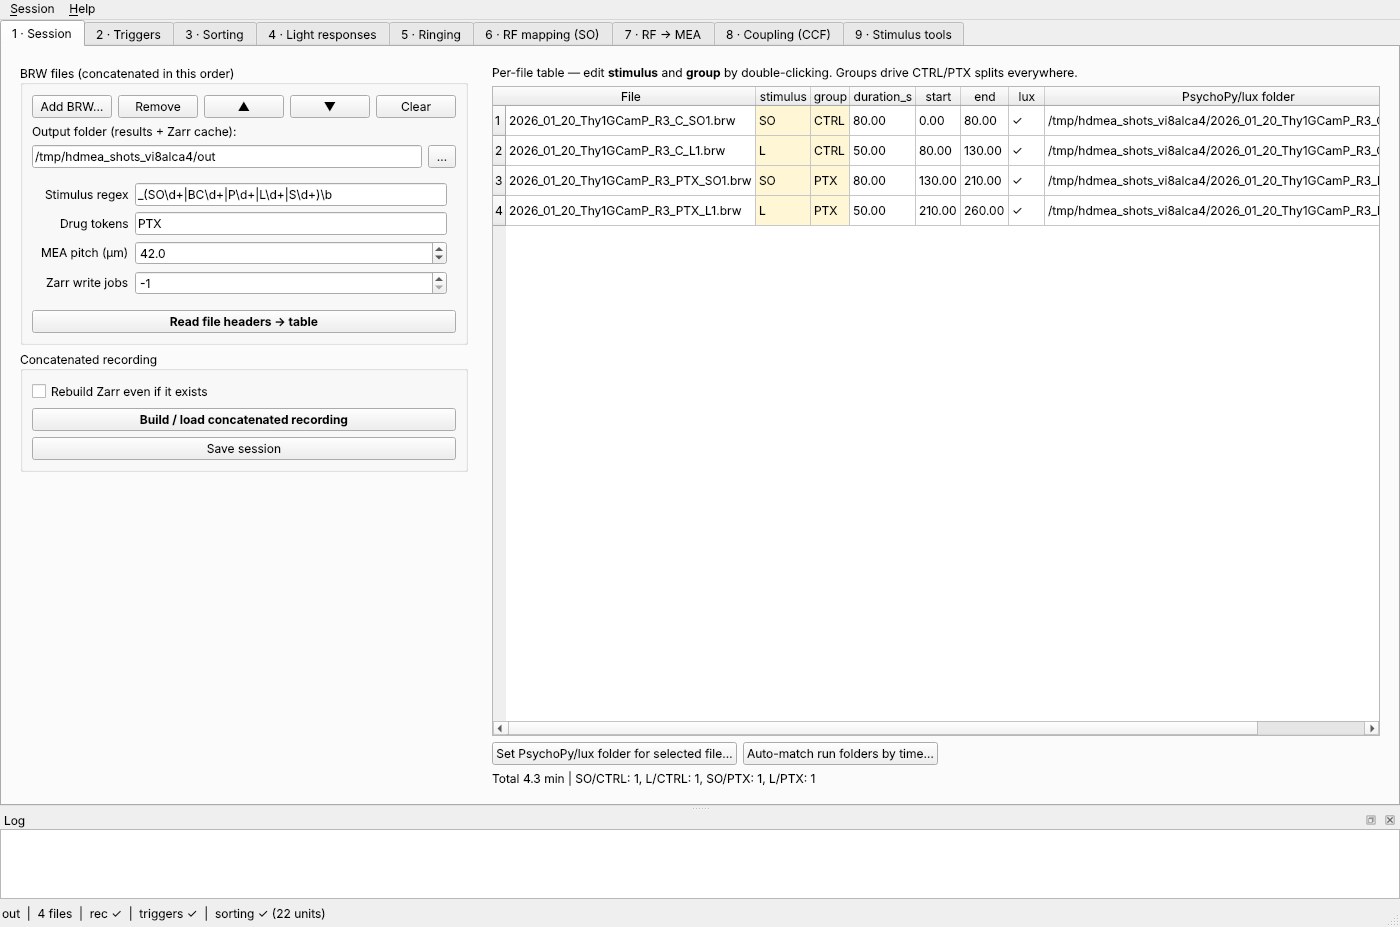 Session Help
1 · Session 2 · Triggers 3 · Sorting 4 · Light responses 5 · Ringing 6 · RF mapping (SO) 7 · RF → MEA 8 · Coupling (CCF) 9 · Stimulus tools
BRW files (concatenated in this order)
Add BRW... Remove ▲ ▼ Clear
Output folder (results + Zarr cache):
/tmp/hdmea_shots_vi8alca4/out ...
Stimulus regex _(SO\d+|BC\d+|P\d+|L\d+|S\d+)\b
Drug tokens PTX
MEA pitch (µm) 42.0
Zarr write jobs -1
Read file headers → table
Concatenated recording
Rebuild Zarr even if it exists
Build / load concatenated recording
Save session
Per-file table — edit stimulus and group by double-clicking. Groups drive CTRL/PTX splits everywhere.
File stimulus group duration_s start end lux PsychoPy/lux folder
1 2026_01_20_Thy1GCamP_R3_C_SO1.brw SO CTRL 80.00 0.00 80.00 ✓ /tmp/hdmea_shots_vi8alca4/2026_01_20_Thy1GCamP_R3_
2 2026_01_20_Thy1GCamP_R3_C_L1.brw L CTRL 50.00 80.00 130.00 ✓ /tmp/hdmea_shots_vi8alca4/2026_01_20_Thy1GCamP_R3_
3 2026_01_20_Thy1GCamP_R3_PTX_SO1.brw SO PTX 80.00 130.00 210.00 ✓ /tmp/hdmea_shots_vi8alca4/2026_01_20_Thy1GCamP_R3_
4 2026_01_20_Thy1GCamP_R3_PTX_L1.brw L PTX 50.00 210.00 260.00 ✓ /tmp/hdmea_shots_vi8alca4/2026_01_20_Thy1GCamP_R3_
Set PsychoPy/lux folder for selected file... Auto-match run folders by time...
Total 4.3 min | SO/CTRL: 1, L/CTRL: 1, SO/PTX: 1, L/PTX: 1
Log
out | 4 files | rec ✓ | triggers ✓ | sorting ✓ (22 units)